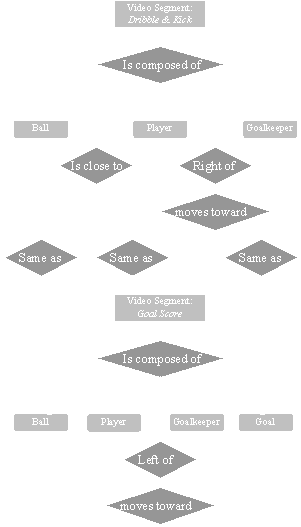 Video Segment:
Dribble & Kick
Is composed of
Ball Player Goalkeeper
Is close to Right of
moves toward
Same as Same as Same as
Video Segment:
Goal Score
Is composed of
Ball Player Goalkeeper Goal
Left of
moves toward